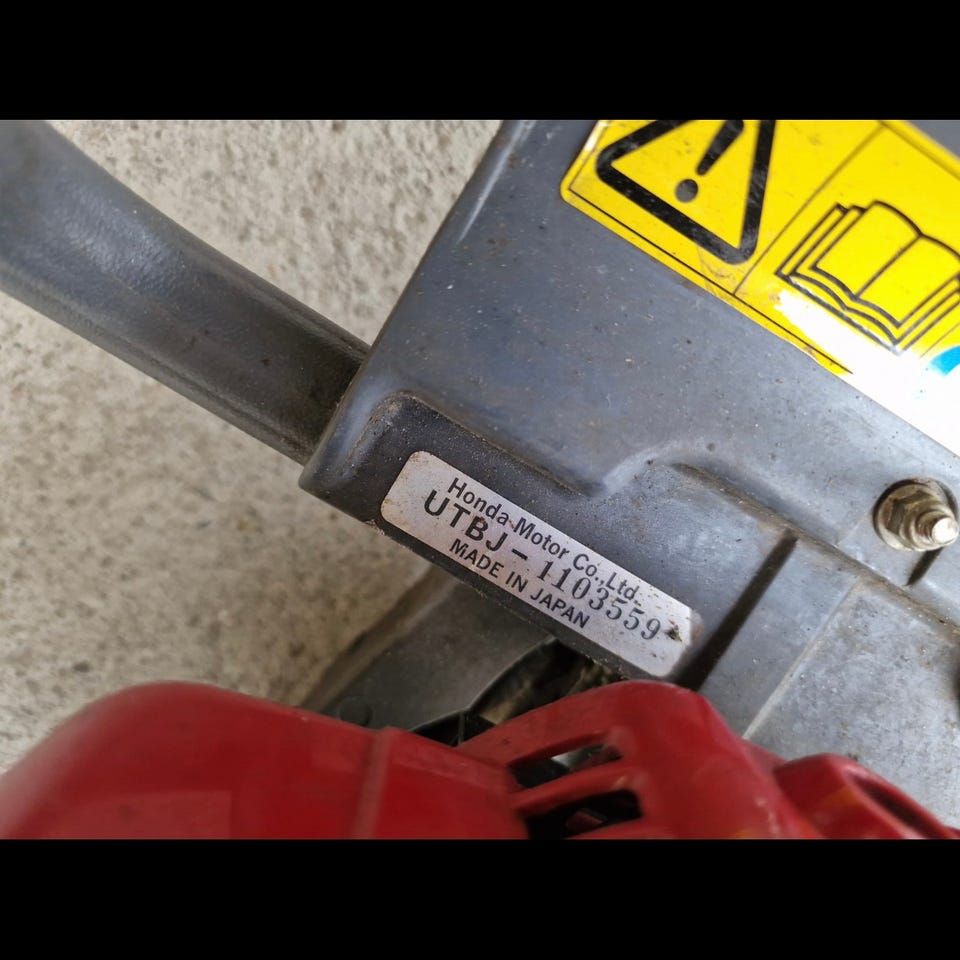 Honda Motor Co.,Ltd.
UTBJ-1103559
MADE IN JAPAN